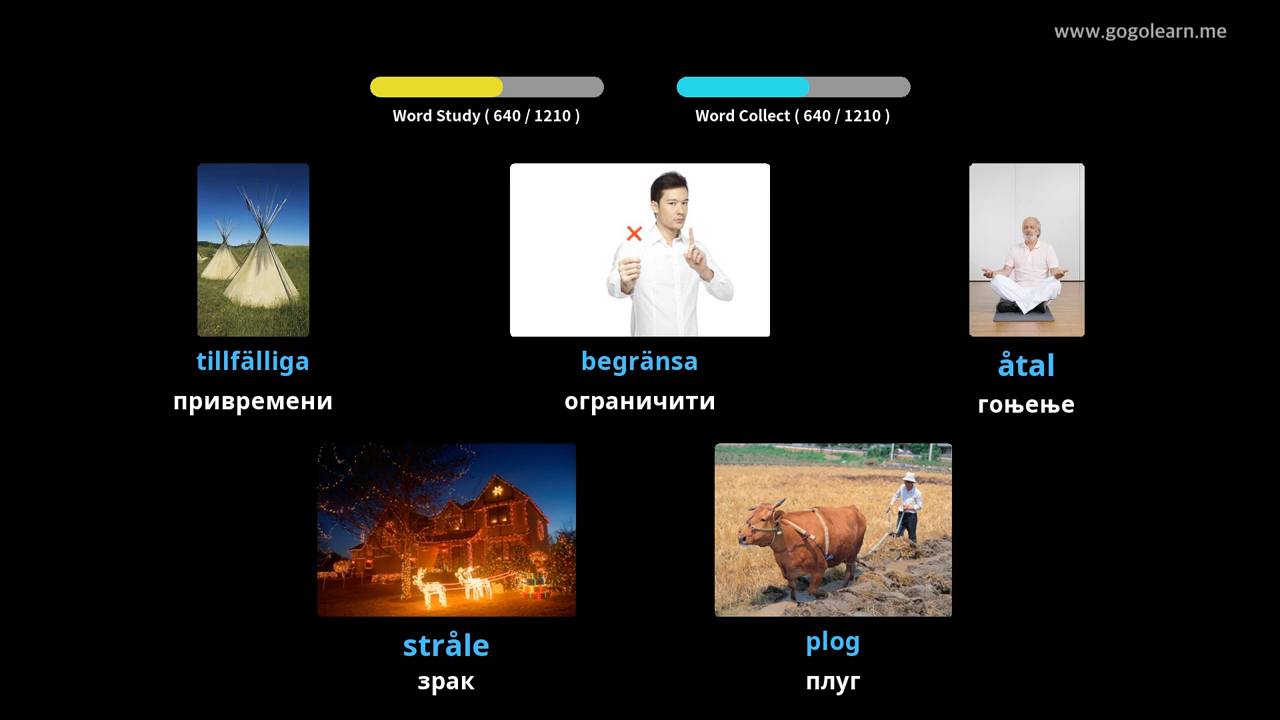 www.gogolearn.me
Word Study ( 640 / 1210 )
Word Collect ( 640 / 1210 )
tillfälliga
привремени
begränsa
ограничити
åtal
гоњење
stråle
зрак
plog
плуг